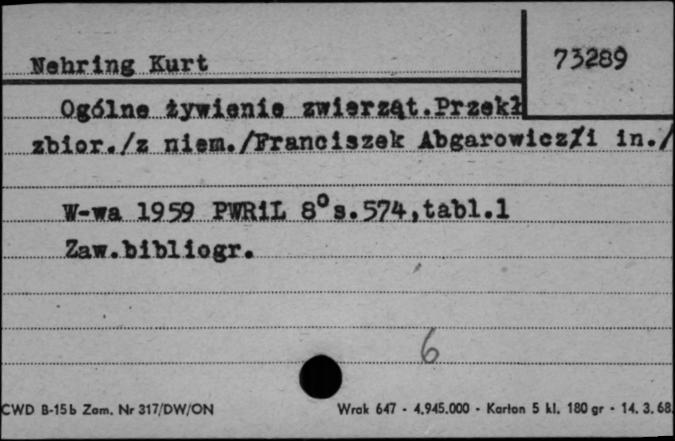 Nehring Kurt
73289
Ogólne żywienie zwierząt.Przekł
zbior./z niem./Franciszek Abgarowicz/i in./
W-wa 1959 PWRiL 8° s.574,tabl.1
Zaw.bibliogr.
6
CWD B-15b Zam. Nr 317/DW/ON
Wrak 647 - 4.945.000 - Karton 5 kl. 180 gr - 14. 3. 68.